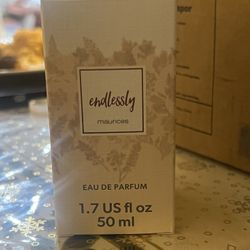 endlessly
maurices
EAU DE PARFUM
1.7 US fl oz
50 ml